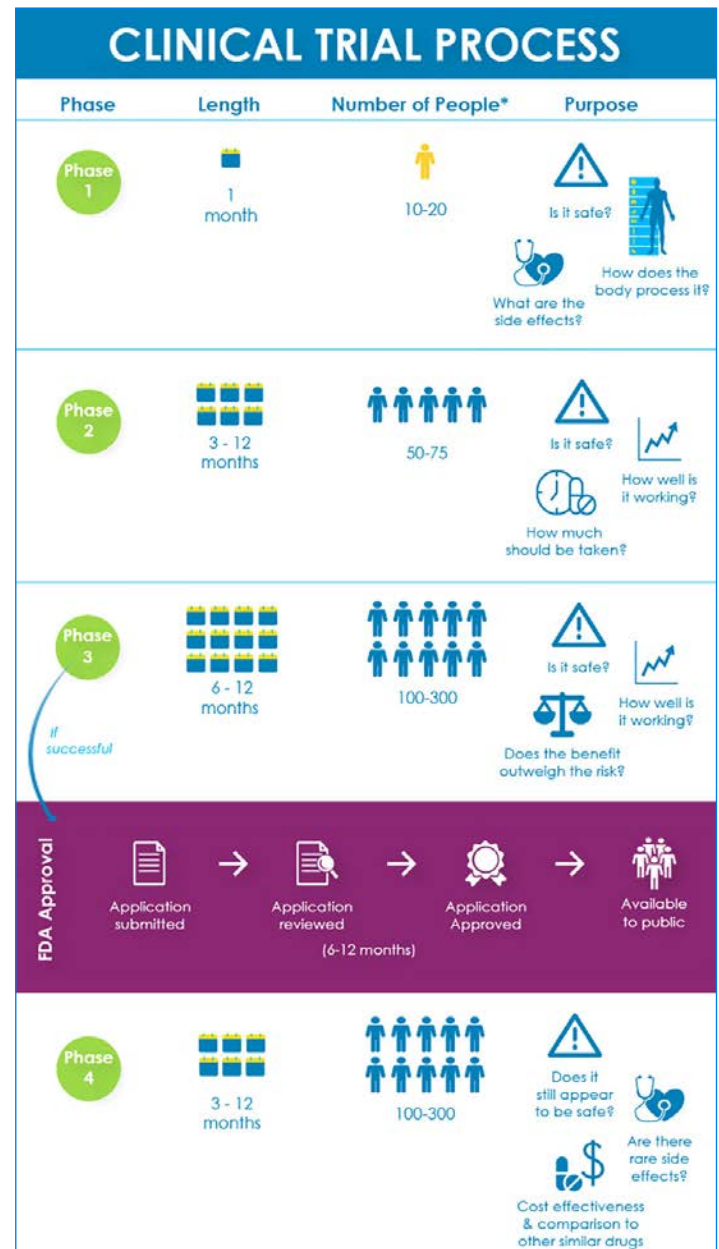 CLINICAL TRIAL PROCESS
Phase Length Number of People* Purpose
Phase
1
1
month
10-20
Is it safe?
How does the
body process it?
What are the
side effects?
Phase
2
3 - 12
months
50-75
Is it safe?
How well is
it working?
How much
should be taken?
Phase
3
6 - 12
months
100-300
Is it safe?
How well is
it working?
Does the benefit
outweigh the risk?
If
successful
FDA Approval
Application
submitted
Application
reviewed
(6-12 months)
Application
Approved
Available
to public
Phase
4
3 - 12
months
100-300
Does it
still appear
to be safe?
Are there
rare side
effects?
$
Cost effectiveness
& comparison to
other similar drugs